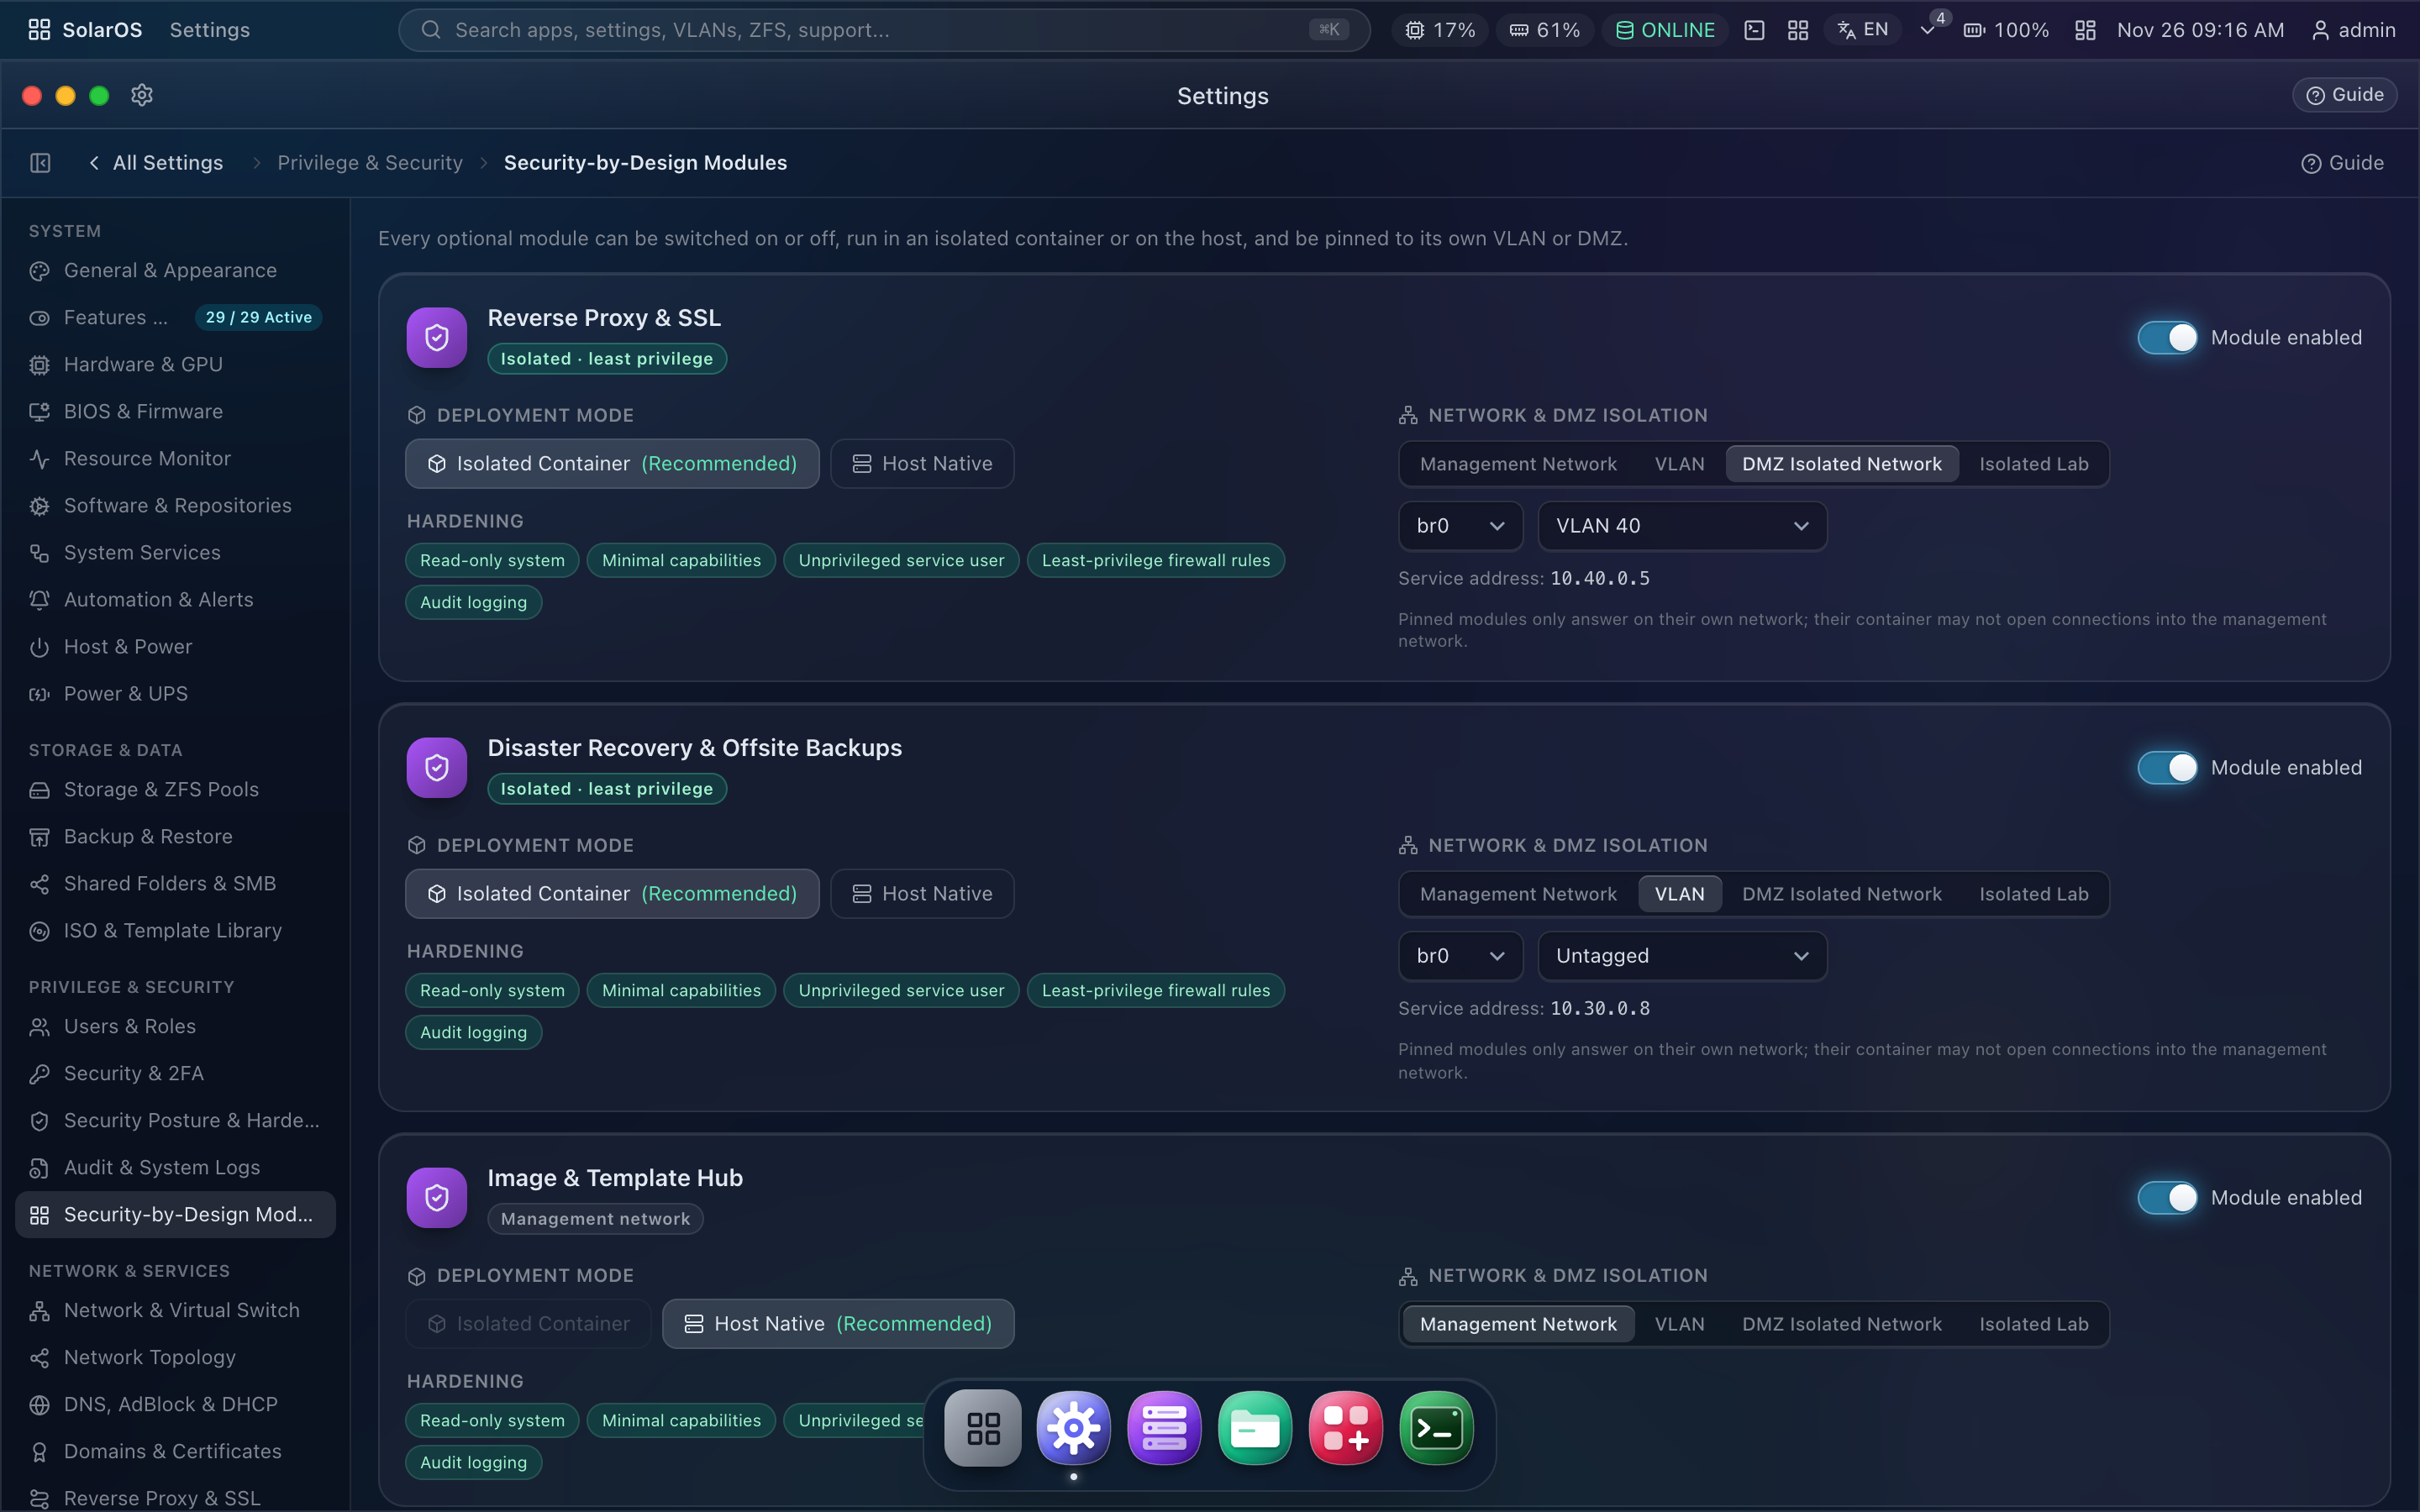 SolarOS Settings Search apps, settings, VLANs, ZFS, support... ⌘K 17% 61% ONLINE EN 4 100% Nov 26 09:16 AM admin
Settings Guide
All Settings Privilege & Security Security-by-Design Modules Guide
SYSTEM
General & Appearance
Features ... 29 / 29 Active
Hardware & GPU
BIOS & Firmware
Resource Monitor
Software & Repositories
System Services
Automation & Alerts
Host & Power
Power & UPS
STORAGE & DATA
Storage & ZFS Pools
Backup & Restore
Shared Folders & SMB
ISO & Template Library
PRIVILEGE & SECURITY
Users & Roles
Security & 2FA
Security Posture & Harde...
Audit & System Logs
Security-by-Design Mod...
NETWORK & SERVICES
Network & Virtual Switch
Network Topology
DNS, AdBlock & DHCP
Domains & Certificates
Reverse Proxy & SSL
Every optional module can be switched on or off, run in an isolated container or on the host, and be pinned to its own VLAN or DMZ.
Reverse Proxy & SSL
Isolated · least privilege
Module enabled
DEPLOYMENT MODE
Isolated Container (Recommended) Host Native
HARDENING
Read-only system Minimal capabilities Unprivileged service user Least-privilege firewall rules
Audit logging
NETWORK & DMZ ISOLATION
Management Network VLAN DMZ Isolated Network Isolated Lab
br0 VLAN 40
Service address: 10.40.0.5
Pinned modules only answer on their own network; their container may not open connections into the management
network.
Disaster Recovery & Offsite Backups
Isolated · least privilege
Module enabled
DEPLOYMENT MODE
Isolated Container (Recommended) Host Native
HARDENING
Read-only system Minimal capabilities Unprivileged service user Least-privilege firewall rules
Audit logging
NETWORK & DMZ ISOLATION
Management Network VLAN DMZ Isolated Network Isolated Lab
br0 Untagged
Service address: 10.30.0.8
Pinned modules only answer on their own network; their container may not open connections into the management
network.
Image & Template Hub
Management network
Module enabled
DEPLOYMENT MODE
Isolated Container Host Native (Recommended)
HARDENING
Read-only system Minimal capabilities Unprivileged se
Audit logging
NETWORK & DMZ ISOLATION
Management Network VLAN DMZ Isolated Network Isolated Lab